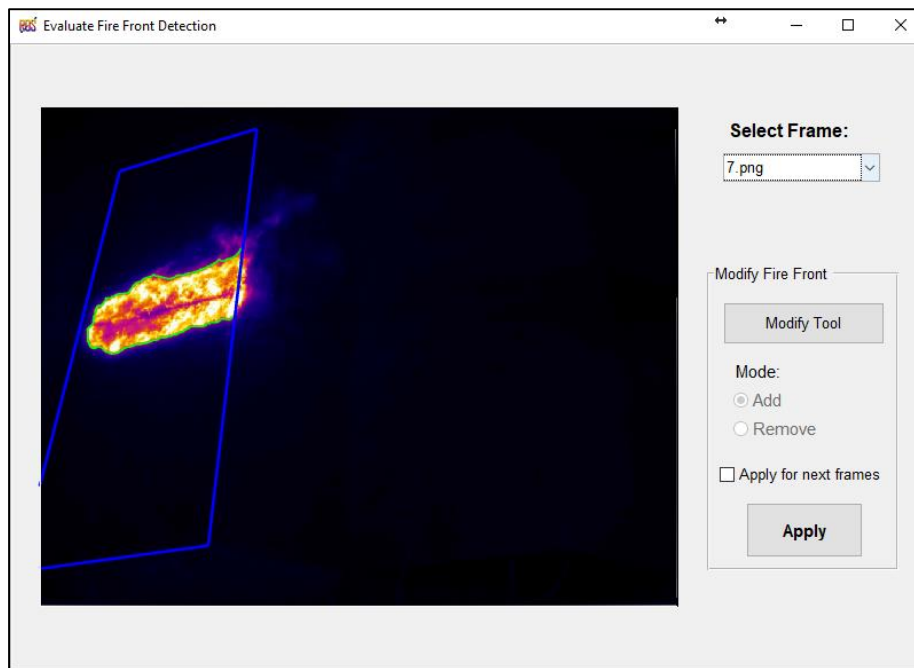 Evaluate Fire Front Detection
Select Frame:
7.png
Modify Fire Front
Modify Tool
Mode:
Add
Remove
Apply for next frames
Apply